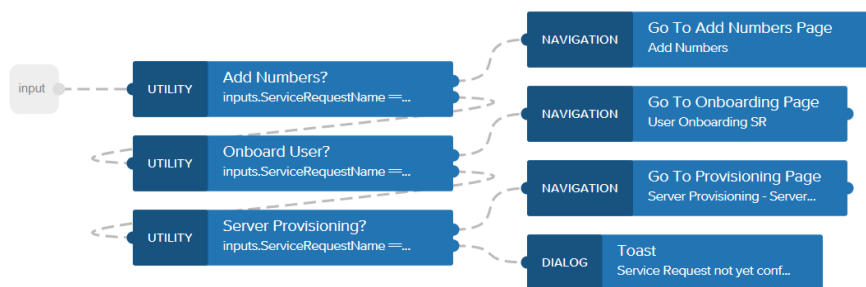 input
UTILITY
Add Numbers?
inputs.ServiceRequestName ==...
NAVIGATION
Go To Add Numbers Page
Add Numbers
UTILITY
Onboard User?
inputs.ServiceRequestName ==...
NAVIGATION
Go To Onboarding Page
User Onboarding SR
UTILITY
Server Provisioning?
inputs.ServiceRequestName ==...
NAVIGATION
Go To Provisioning Page
Server Provisioning - Server...
DIALOG
Toast
Service Request not yet conf...